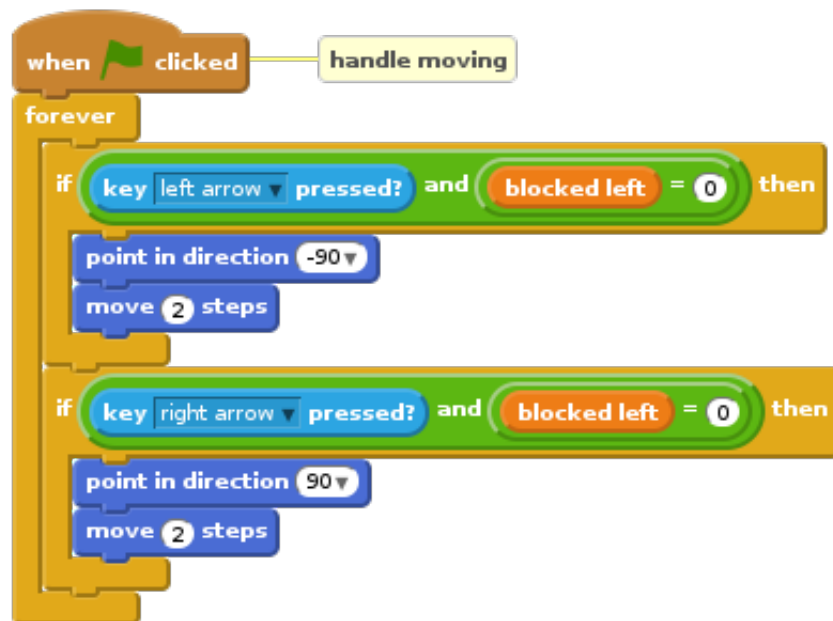 when clicked handle moving
forever
if key left arrow pressed? and blocked left = 0 then
point in direction -90
move 2 steps
if key right arrow pressed? and blocked left = 0 then
point in direction 90
move 2 steps